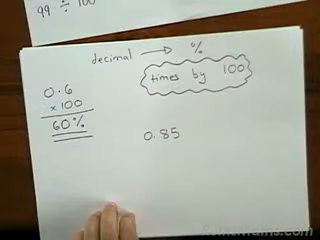 99 ÷ 100
decimal → %
times by 100
0.6
x 100
60%
0.85